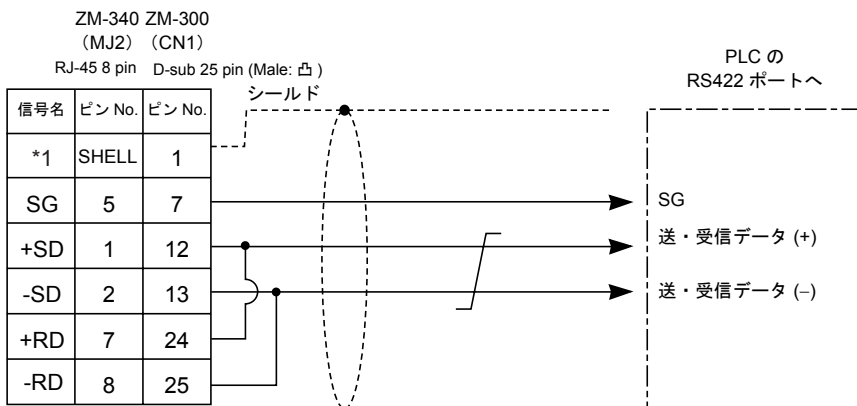 ZM-340 ZM-300
(MJ2) (CN1)
RJ-45 8 pin D-sub 25 pin (Male: 凸)
シールド
PLC の
RS422 ポートへ
信号名 ピン No. ピン No.
*1 SHELL 1
SG 5 7 SG
+SD 1 12 送・受信データ (+)
-SD 2 13 送・受信データ (−)
+RD 7 24
-RD 8 25